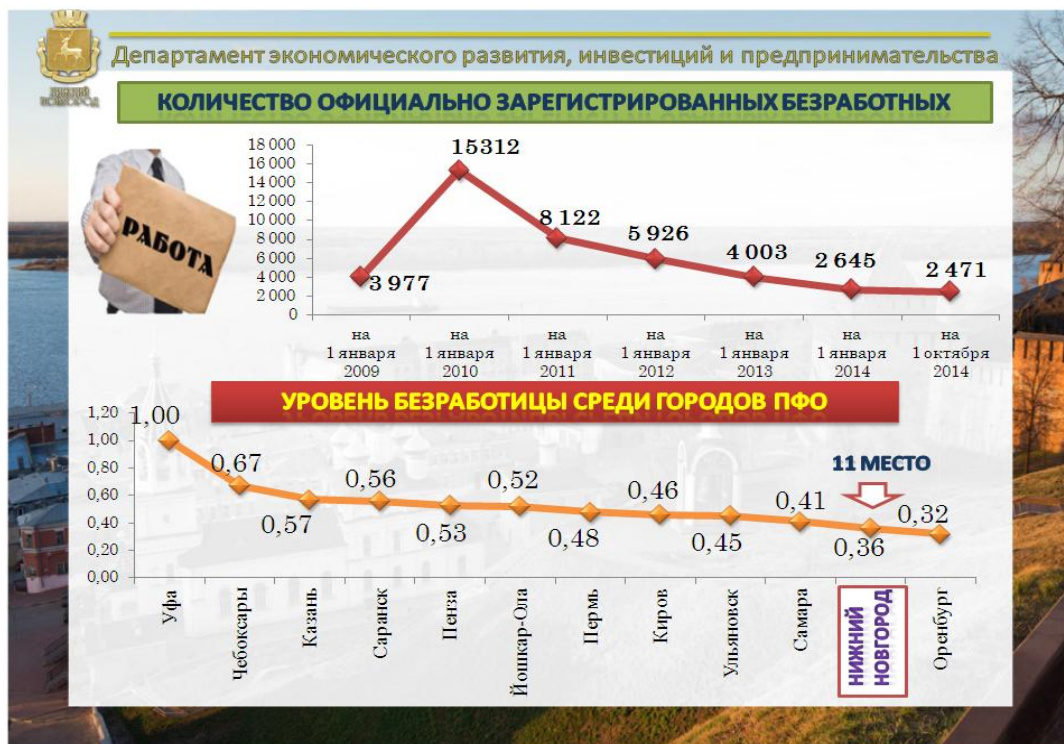 Департамент экономического развития, инвестиций и предпринимательства
НИЖНИЙ
НОВГОРОД
КОЛИЧЕСТВО ОФИЦИАЛЬНО ЗАРЕГИСТРИРОВАННЫХ БЕЗРАБОТНЫХ
РАБОТА
18 000
16 000
14 000
12 000
10 000
8 000
6 000
4 000
2 000
0
3 977
15312
8 122
5 926
4 003
2 645
2 471
на 1 января 2009
на 1 января 2010
на 1 января 2011
на 1 января 2012
на 1 января 2013
на 1 января 2014
на 1 октября 2014
УРОВЕНЬ БЕЗРАБОТИЦЫ СРЕДИ ГОРОДОВ ПФО
1,20
1,00
0,80
0,60
0,40
0,20
0,00
1,00
0,67
0,57
0,56
0,53
0,52
0,48
0,46
0,45
0,41
0,36
0,32
11 МЕСТО
Уфа
Чебоксары
Казань
Саранск
Пенза
Йошкар-Ола
Пермь
Киров
Ульяновск
Самара
НИЖНИЙ
НОВГОРОД
Оренбург